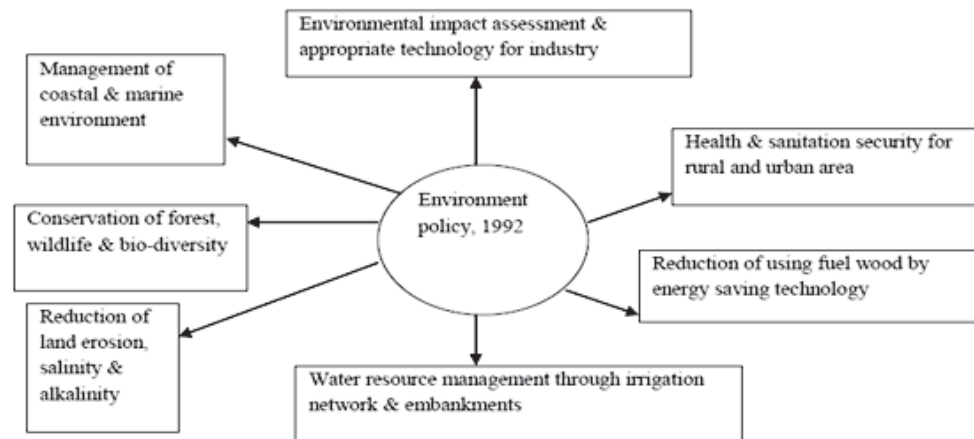 Environmental impact assessment &
appropriate technology for industry
Management of
coastal & marine
environment
Health & sanitation security for
rural and urban area
Environment
policy, 1992
Conservation of forest,
wildlife & bio-diversity
Reduction of using fuel wood by
energy saving technology
Reduction of
land erosion,
salinity &
alkalinity
Water resource management through irrigation
network & embankments